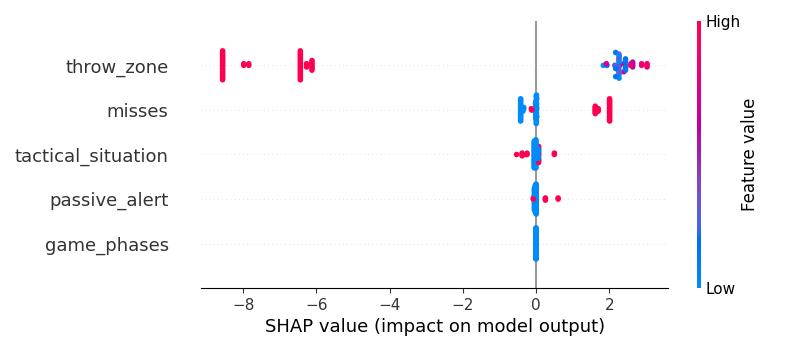 High
throw_zone
misses
tactical_situation
passive_alert
game_phases
Feature value
Low
−8 −6 −4 −2 0 2
SHAP value (impact on model output)